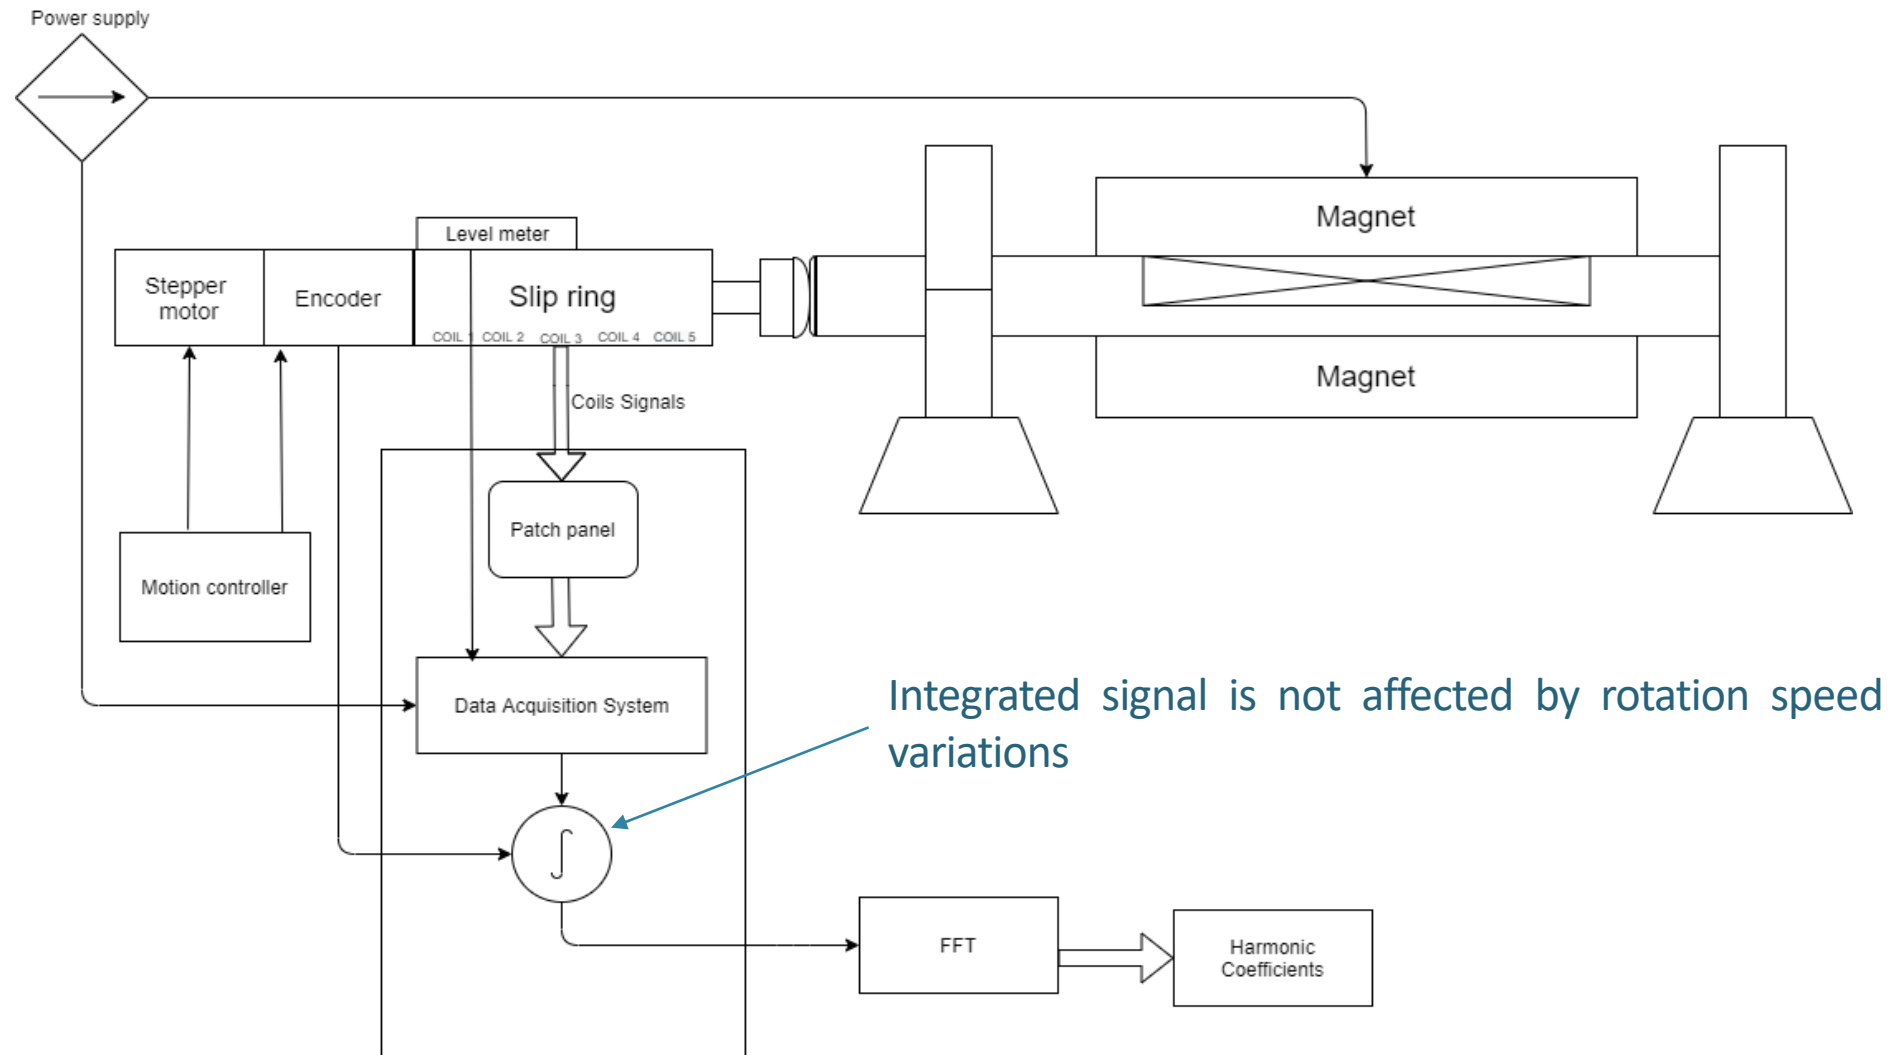 Power supply
Magnet
Level meter
Stepper
motor
Encoder
Slip ring
COIL 1 COIL 2 COIL 3 COIL 4 COIL 5
Magnet
Coils Signals
Patch panel
Motion controller
Data Acquisition System
Integrated signal is not affected by rotation speed
variations
∫
FFT
Harmonic
Coefficients